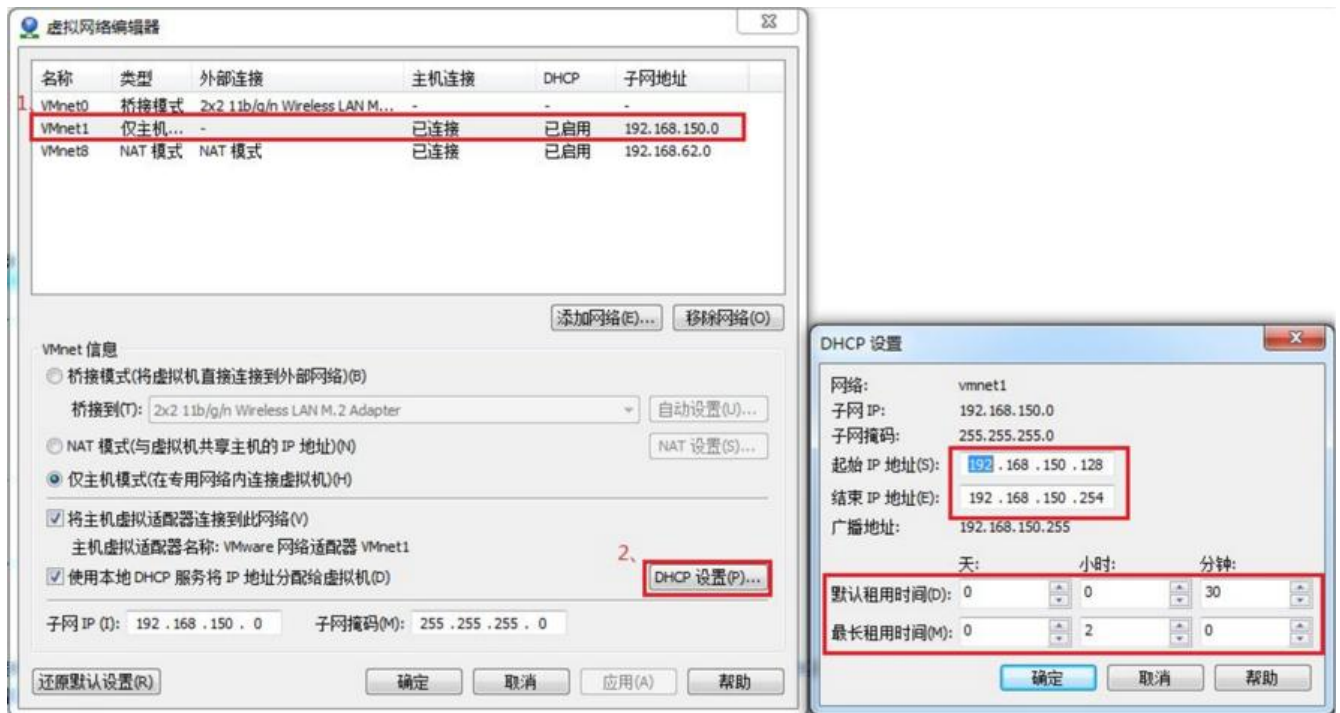 虚拟网络编辑器
名称 类型 外部连接 主机连接 DHCP 子网地址
1、
VMnet0 桥接模式 2x2 11b/g/n Wireless LAN M... - - -
VMnet1 仅主机... - 已连接 已启用 192.168.150.0
VMnet8 NAT 模式 NAT 模式 已连接 已启用 192.168.62.0
添加网络(E)... 移除网络(O)
VMnet 信息
桥接模式(将虚拟机直接连接到外部网络)(B)
桥接到(T): 2x2 11b/g/n Wireless LAN M.2 Adapter 自动设置(U)...
NAT 模式(与虚拟机共享主机的 IP 地址)(N) NAT 设置(S)...
仅主机模式(在专用网络内连接虚拟机)(H)
将主机虚拟适配器连接到此网络(V)
主机虚拟适配器名称: VMware 网络适配器 VMnet1
2、
使用本地 DHCP 服务将 IP 地址分配给虚拟机(D) DHCP 设置(P)...
子网 IP (I): 192 . 168 . 150 . 0 子网掩码(M): 255 . 255 . 255 . 0
还原默认设置(R) 确定 取消 应用(A) 帮助
DHCP 设置
网络: vmnet1
子网 IP: 192.168.150.0
子网掩码: 255.255.255.0
起始 IP 地址(S): 192 . 168 . 150 . 128
结束 IP 地址(E): 192 . 168 . 150 . 254
广播地址: 192.168.150.255
天: 小时: 分钟:
默认租用时间(D): 0 0 30
最长租用时间(M): 0 2 0
确定 取消 帮助